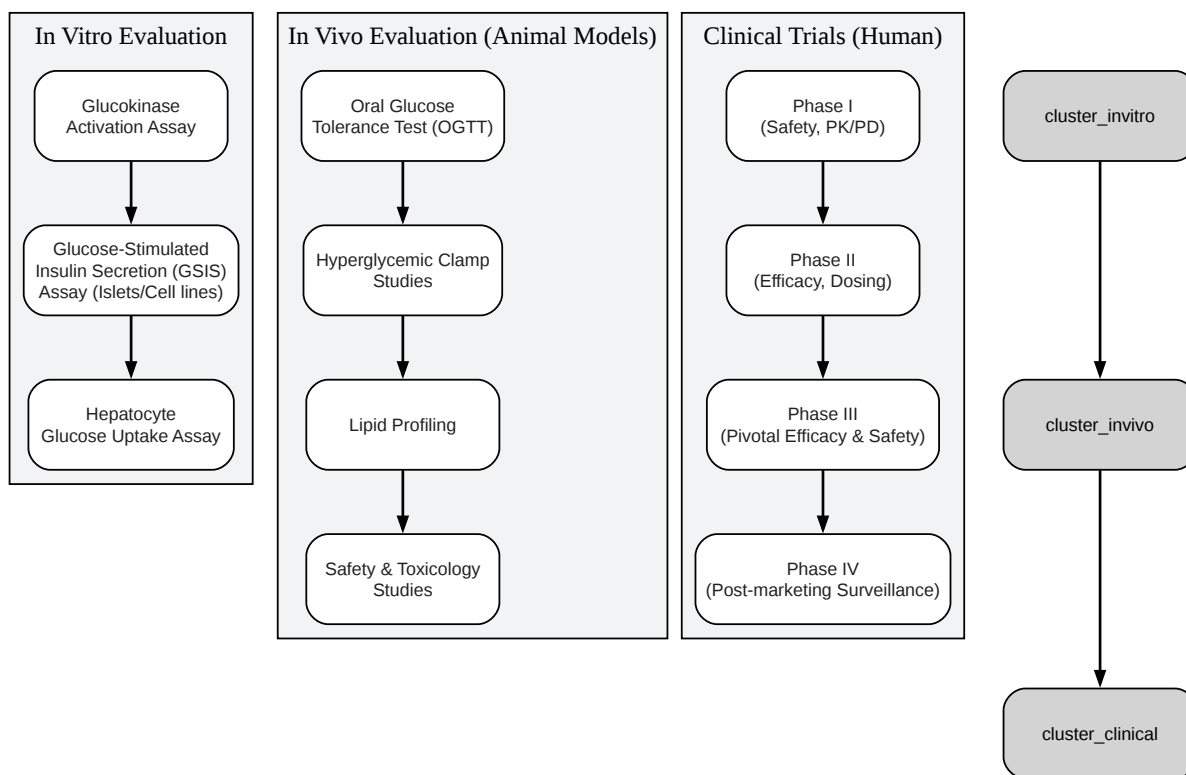 In Vitro Evaluation
Glucokinase
Activation Assay
Glucose-Stimulated
Insulin Secretion (GSIS)
Assay (Islets/Cell lines)
Hepatocyte
Glucose Uptake Assay
In Vivo Evaluation (Animal Models)
Oral Glucose
Tolerance Test (OGTT)
Hyperglycemic Clamp
Studies
Lipid Profiling
Safety & Toxicology
Studies
Clinical Trials (Human)
Phase I
(Safety, PK/PD)
Phase II
(Efficacy, Dosing)
Phase III
(Pivotal Efficacy & Safety)
Phase IV
(Post-marketing Surveillance)
cluster_invitro
cluster_invivo
cluster_clinical